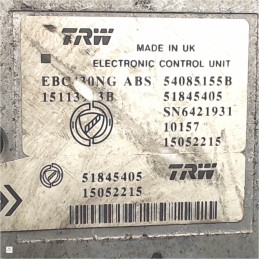 TRW
MADE IN UK
ELECTRONIC CONTROL UNIT
ABS 54085155B
51845405
SN6421931
10157
15052215
TRW
51845405
15052215